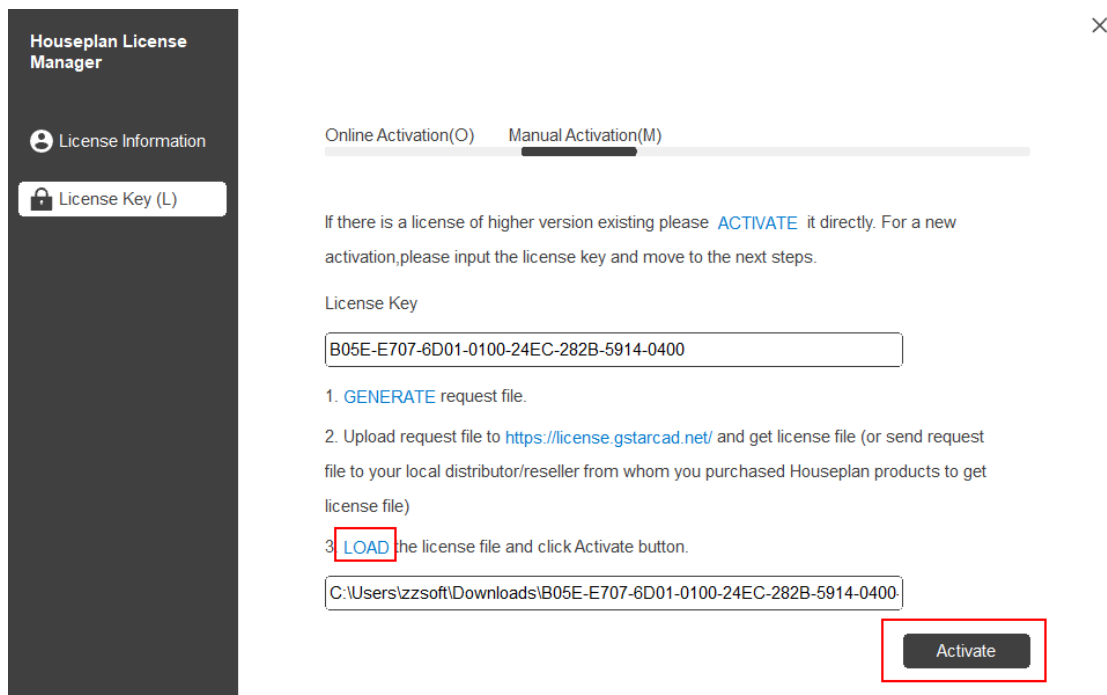 Houseplan License
Manager
License Information
License Key (L)
Online Activation(O) Manual Activation(M)
If there is a license of higher version existing please ACTIVATE it directly. For a new
activation,please input the license key and move to the next steps.
License Key
B05E-E707-6D01-0100-24EC-282B-5914-0400
1. GENERATE request file.
2. Upload request file to https://license.gstarcad.net/ and get license file (or send request
file to your local distributor/reseller from whom you purchased Houseplan products to get
license file)
3. LOAD the license file and click Activate button.
C:\Users\zzsoft\Downloads\B05E-E707-6D01-0100-24EC-282B-5914-0400-
Activate